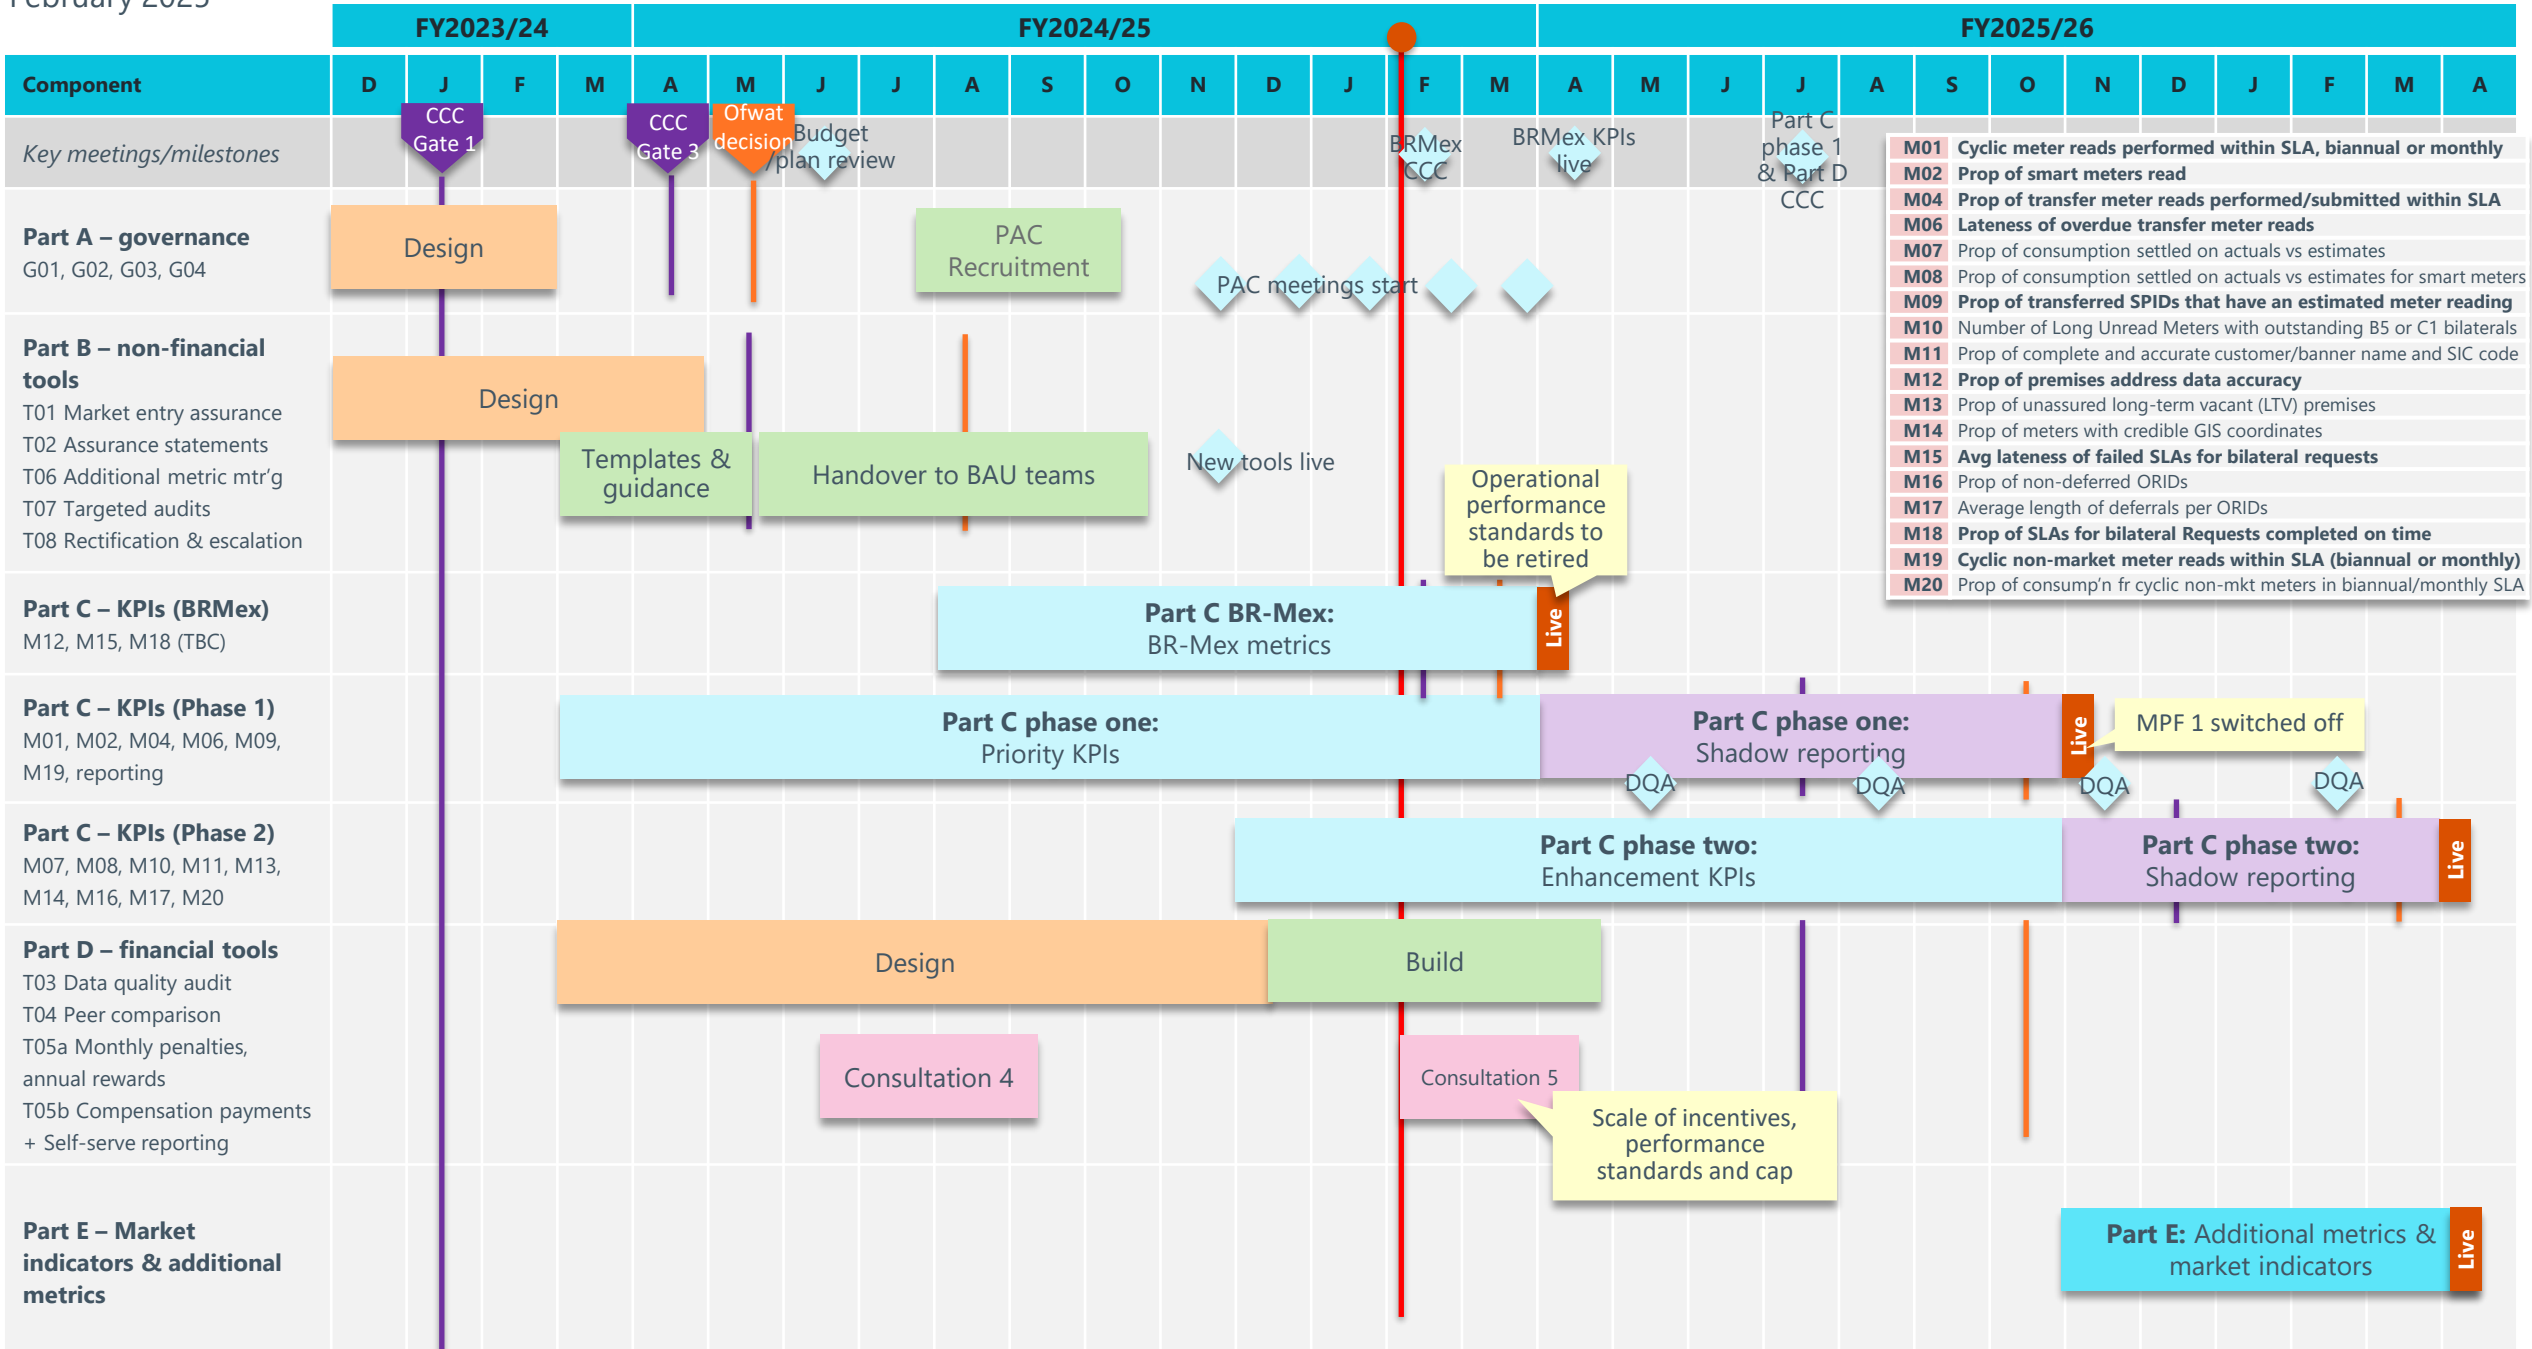 February 2025
FY2023/24 FY2024/25 FY2025/26
Component D J F M A M J J A S O N D J F M A M J J A S O N D J F M A
Key meetings/milestones
CCC
Gate 1
CCC
Gate 3
Ofwat
decision
Budget
/plan review
BRMex
CCC
BRMex KPIs
live
Part C
phase 1
& Part D
CCC
M01 Cyclic meter reads performed within SLA, biannual or monthly
M02 Prop of smart meters read
M04 Prop of transfer meter reads performed/submitted within SLA
M06 Lateness of overdue transfer meter reads
M07 Prop of consumption settled on actuals vs estimates
M08 Prop of consumption settled on actuals vs estimates for smart meters
M09 Prop of transferred SPIDs that have an estimated meter reading
M10 Number of Long Unread Meters with outstanding B5 or C1 bilaterals
M11 Prop of complete and accurate customer/banner name and SIC code
M12 Prop of premises address data accuracy
M13 Prop of unassured long-term vacant (LTV) premises
M14 Prop of meters with credible GIS coordinates
M15 Avg lateness of failed SLAs for bilateral requests
M16 Prop of non-deferred ORIDs
M17 Average length of deferrals per ORIDs
M18 Prop of SLAs for bilateral Requests completed on time
M19 Cyclic non-market meter reads within SLA (biannual or monthly)
M20 Prop of consump'n fr cyclic non-mkt meters in biannual/monthly SLA
Part A – governance
G01, G02, G03, G04
Design
PAC
Recruitment
PAC meetings start
Part B – non-financial
tools
T01 Market entry assurance
T02 Assurance statements
T06 Additional metric mtr'g
T07 Targeted audits
T08 Rectification & escalation
Design
Templates &
guidance
Handover to BAU teams
New tools live
Operational
performance
standards to
be retired
Part C – KPIs (BRMex)
M12, M15, M18 (TBC)
Part C BR-Mex:
BR-Mex metrics
Live
Part C – KPIs (Phase 1)
M01, M02, M04, M06, M09,
M19, reporting
Part C phase one:
Priority KPIs
Part C phase one:
Shadow reporting
Live
MPF 1 switched off
DQA DQA DQA DQA
Part C – KPIs (Phase 2)
M07, M08, M10, M11, M13,
M14, M16, M17, M20
Part C phase two:
Enhancement KPIs
Part C phase two:
Shadow reporting
Live
Part D – financial tools
T03 Data quality audit
T04 Peer comparison
T05a Monthly penalties,
annual rewards
T05b Compensation payments
+ Self-serve reporting
Design
Build
Consultation 4
Consultation 5
Scale of incentives,
performance
standards and cap
Part E – Market
indicators & additional
metrics
Part E: Additional metrics &
market indicators
Live